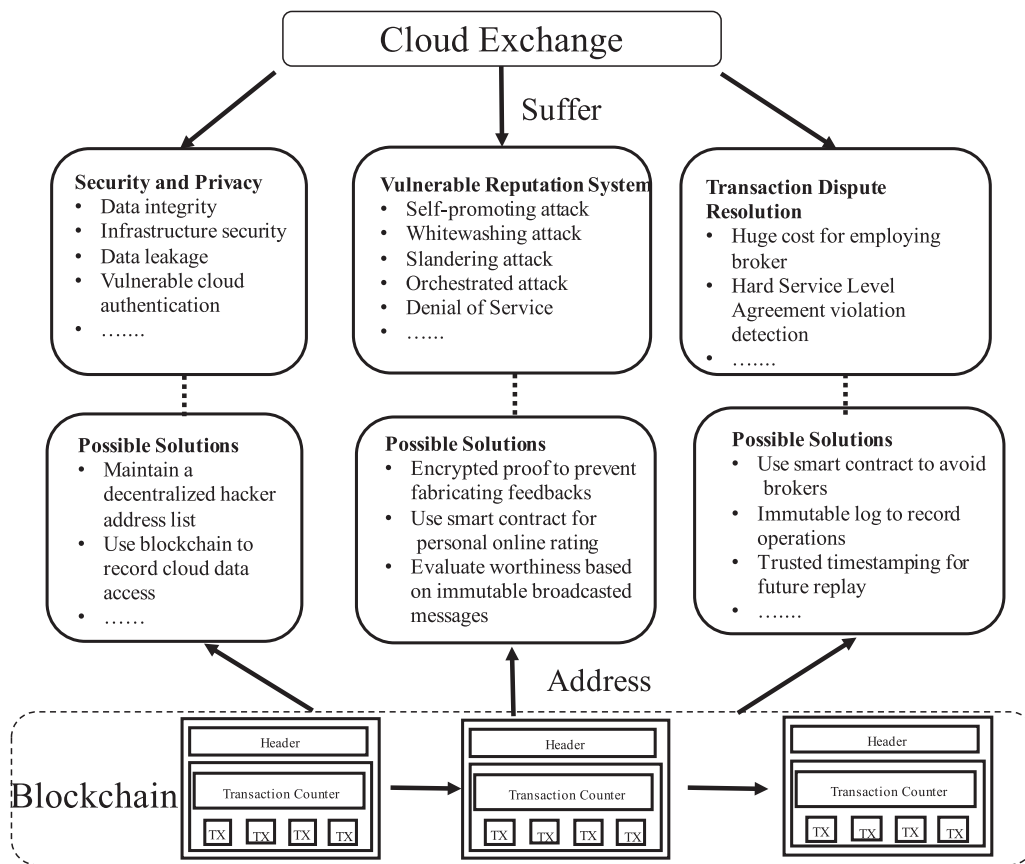 Cloud Exchange
Suffer
Security and Privacy
• Data integrity
• Infrastructure security
• Data leakage
• Vulnerable cloud
authentication
• …....
Vulnerable Reputation System
• Self-promoting attack
• Whitewashing attack
• Slandering attack
• Orchestrated attack
• Denial of Service
• …...
Transaction Dispute
Resolution
• Huge cost for employing
broker
• Hard Service Level
Agreement violation
detection
• …....
Possible Solutions
• Maintain a
decentralized hacker
address list
• Use blockchain to
record cloud data
access
• ……
Possible Solutions
• Encrypted proof to prevent
fabricating feedbacks
• Use smart contract for
personal online rating
• Evaluate worthiness based
on immutable broadcasted
messages
Possible Solutions
• Use smart contract to avoid
brokers
• Immutable log to record
operations
• Trusted timestamping for
future replay
• …....
Address
Blockchain
Header
Transaction Counter
TX TX TX TX
Header
Transaction Counter
TX TX TX TX
Header
Transaction Counter
TX TX TX TX